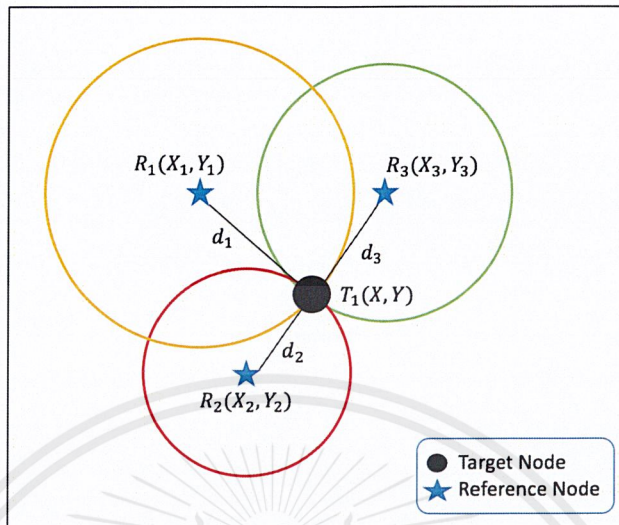 R₁(X₁, Y₁)
R₃(X₃, Y₃)
d₁
d₃
T₁(X, Y)
d₂
R₂(X₂, Y₂)
Target Node
Reference Node